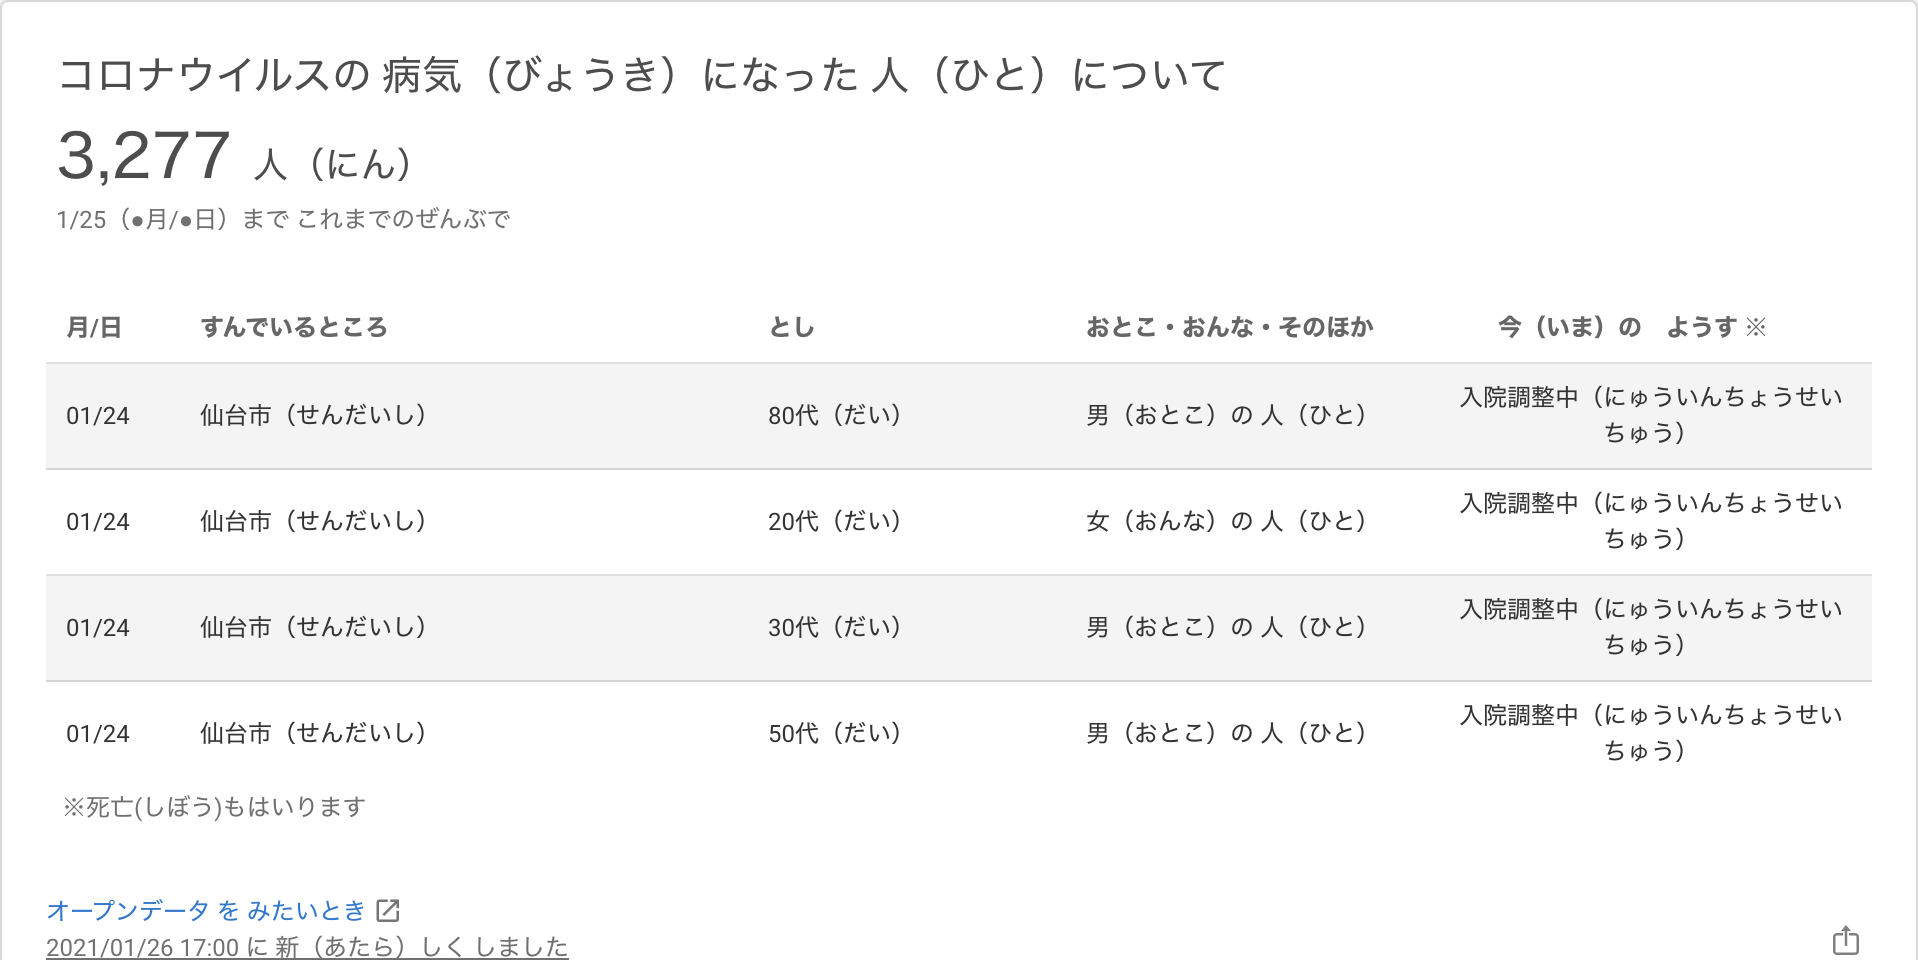 コロナウイルスの 病気（びょうき）になった 人（ひと）について
3,277 人（にん）
1/25（●月/●日）まで これまでのぜんぶで
月/日 すんでいるところ とし おとこ・おんな・そのほか 今（いま）の　ようす ※
01/24 仙台市（せんだいし） 80代（だい） 男（おとこ）の 人（ひと） 入院調整中（にゅういんちょうせい
ちゅう）
01/24 仙台市（せんだいし） 20代（だい） 女（おんな）の 人（ひと） 入院調整中（にゅういんちょうせい
ちゅう）
01/24 仙台市（せんだいし） 30代（だい） 男（おとこ）の 人（ひと） 入院調整中（にゅういんちょうせい
ちゅう）
01/24 仙台市（せんだいし） 50代（だい） 男（おとこ）の 人（ひと） 入院調整中（にゅういんちょうせい
ちゅう）
※死亡(しぼう)もはいります
オープンデータ を みたいとき
2021/01/26 17:00 に 新（あたら）しく しました